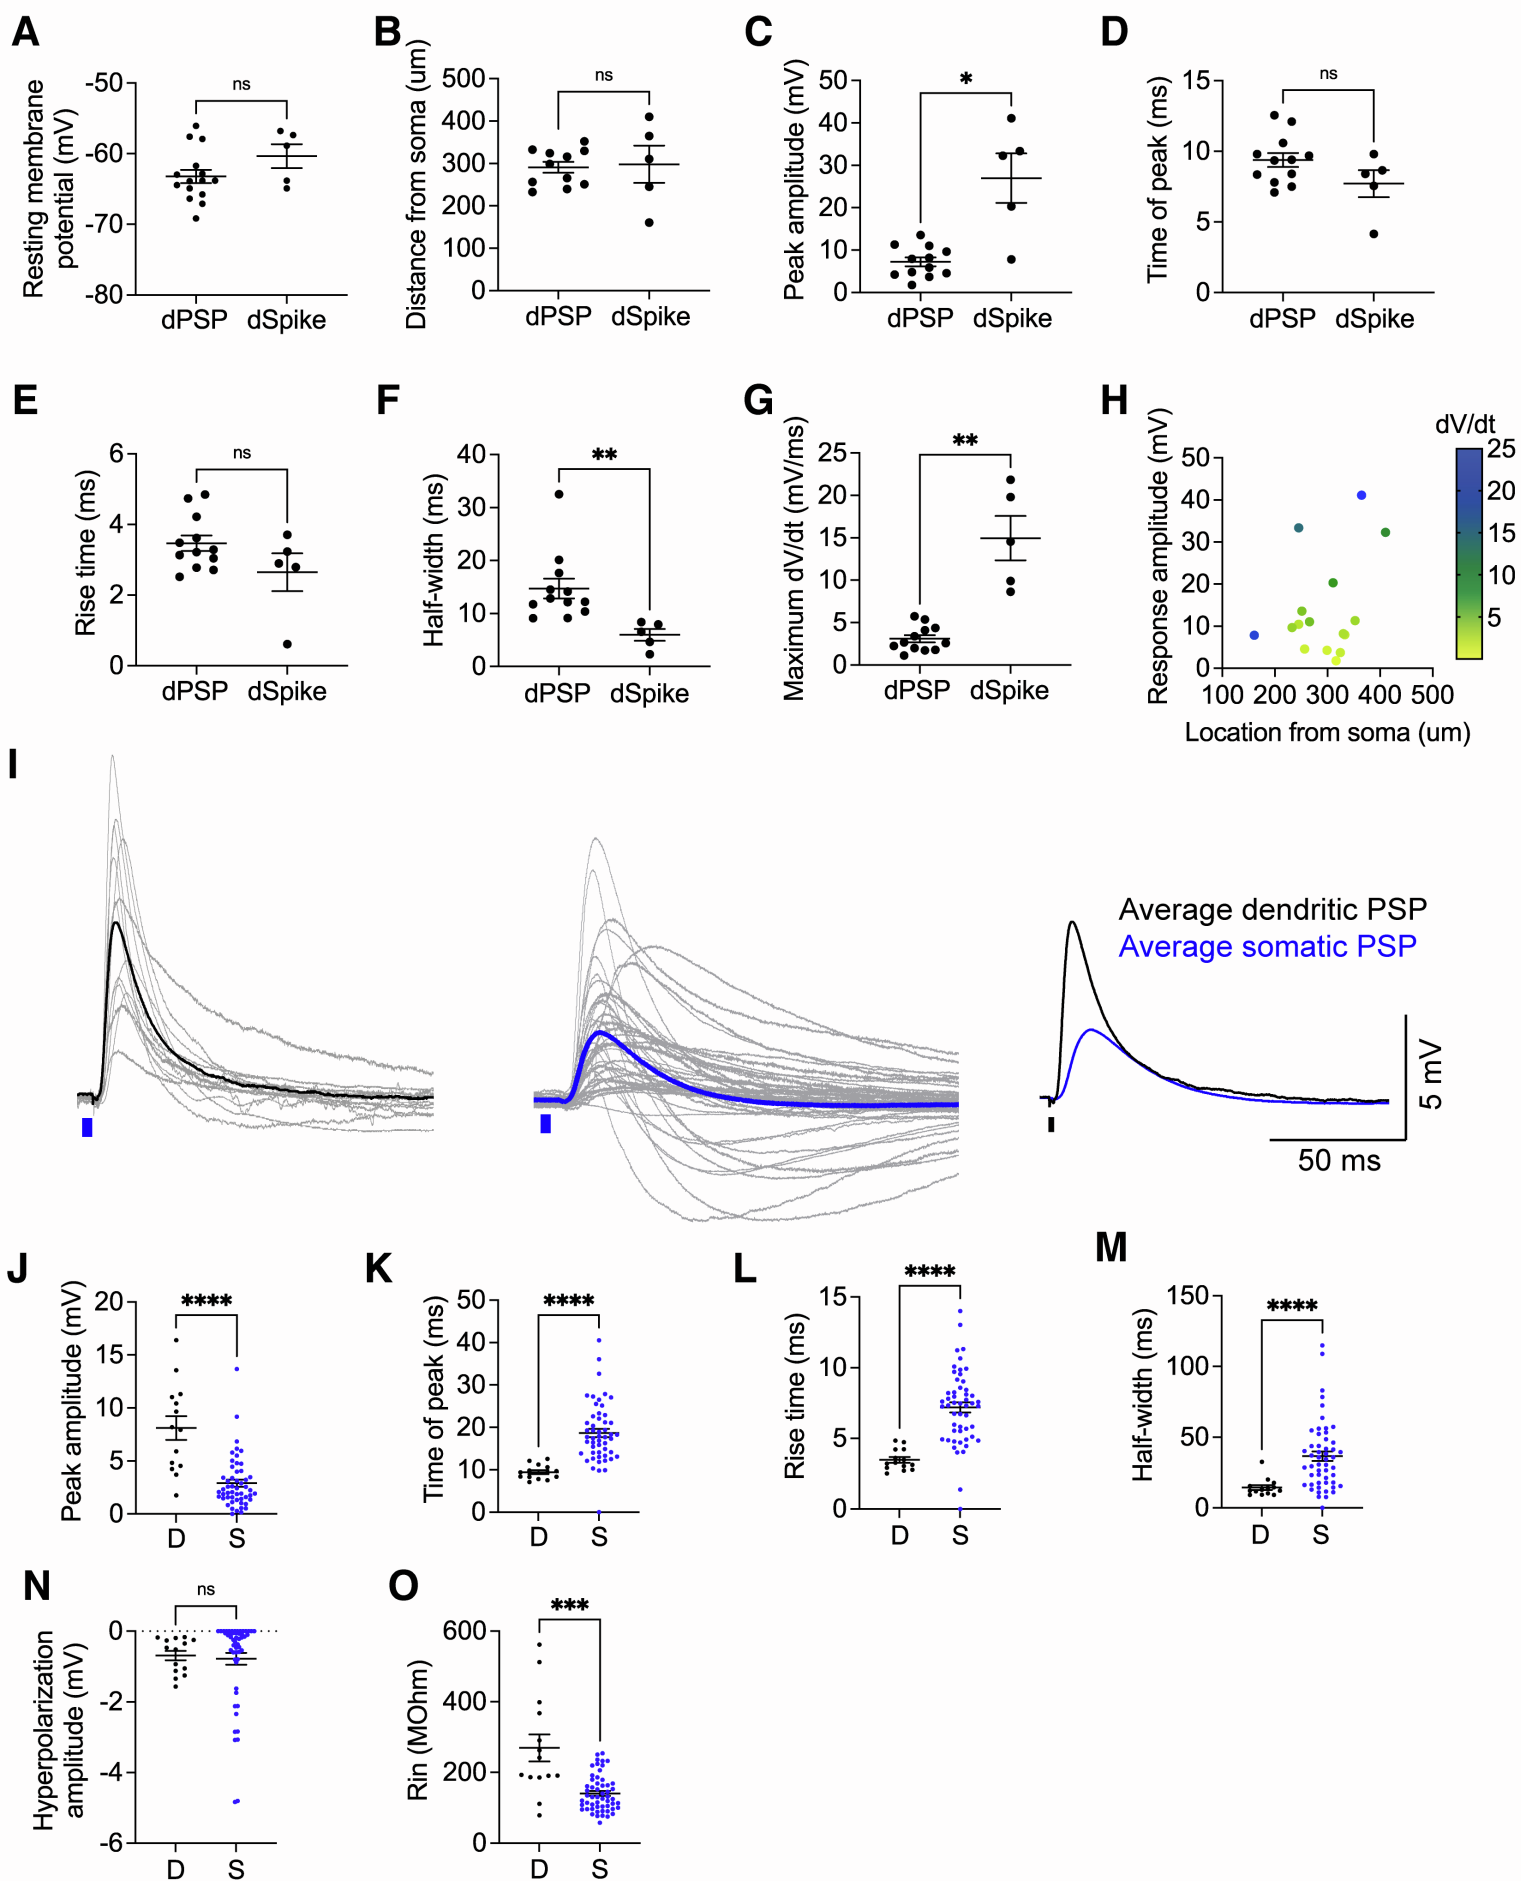 A
Resting membrane
potential (mV)
-50
-60
-70
-80
ns
dPSP dSpike
B
Distance from soma (um)
500
400
300
200
100
0
ns
dPSP dSpike
C
Peak amplitude (mV)
50
40
30
20
10
0
*
dPSP dSpike
D
Time of peak (ms)
15
10
5
0
ns
dPSP dSpike
E
Rise time (ms)
6
4
2
0
ns
dPSP dSpike
F
Half-width (ms)
40
30
20
10
0
**
dPSP dSpike
G
Maximum dV/dt (mV/ms)
25
20
15
10
5
0
**
dPSP dSpike
H
Response amplitude (mV)
50
40
30
20
10
0
100 200 300 400 500
Location from soma (um)
dV/dt
25
20
15
10
5
I
Average dendritic PSP
Average somatic PSP
5 mV
50 ms
J
Peak amplitude (mV)
20
15
10
5
0
****
D S
K
Time of peak (ms)
50
40
30
20
10
0
****
D S
L
Rise time (ms)
15
10
5
0
****
D S
M
Half-width (ms)
150
100
50
0
****
D S
N
Hyperpolarization
amplitude (mV)
0
-2
-4
-6
ns
D S
O
Rin (MOhm)
600
400
200
0
***
D S